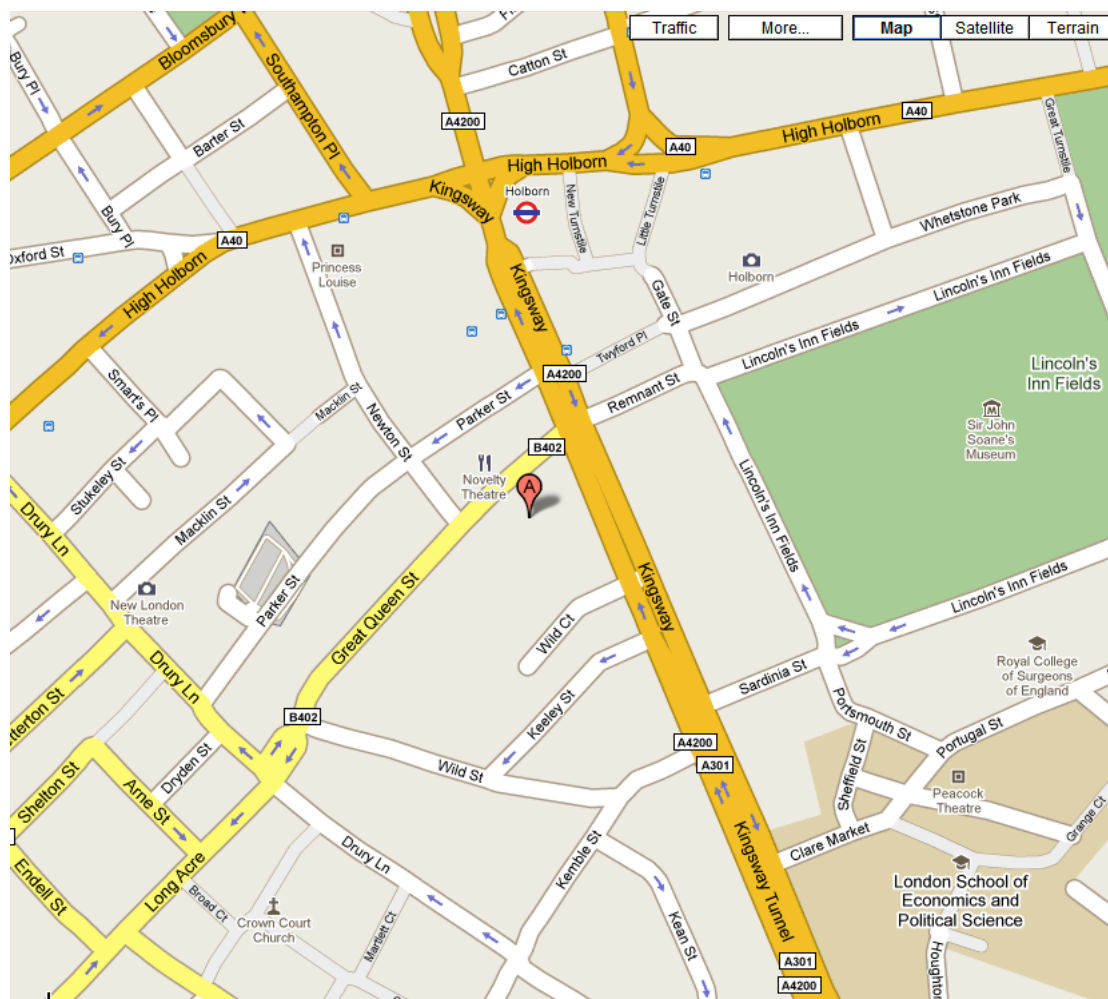 Traffic
More...
Map
Satellite
Terrain
Bloomsbury
Bury Pl
Southampton Pl
Catton St
A4200
Barter St
High Holborn
A40
A40
High Holborn
Great Turnstile
Kingsway
Holborn
New Turnstile
Little Turnstile
Whetstone Park
Bury Pl
A40
Oxford St
Princess
Louise
High Holborn
Kingsway
Gate St
Holborn
Lincoln's Inn Fields
Twyford Pl
Lincoln's Inn Fields
Lincoln's
Inn Fields
A4200
Remnant St
Smart's Pl
Macklin St
Newton St
Parker St
Sir John
Soane's
Museum
B402
Novelty
Theatre
A
Stukeley St
Macklin St
Drury Ln
Lincoln's Inn Fields
Lincoln's Inn Fields
New London
Theatre
Parker St
Great Queen St
Kingsway
Wild Ct
Royal College
of Surgeons
of England
Drury Ln
Sardinia St
Keeley St
Portsmouth St
Portugal St
etterton St
B402
A4200
A301
Wild St
Dryden St
Shelton St
Arne St
Sheffield St
Peacock
Theatre
Grange Ct
Clare Market
Kemble St
Kingsway Tunnel
Drury Ln
Long Acre
Endell St
Broad Ct
Crown Court
Church
Martlett Ct
Kean St
London School of
Economics and
Political Science
Houghton
A301
A4200